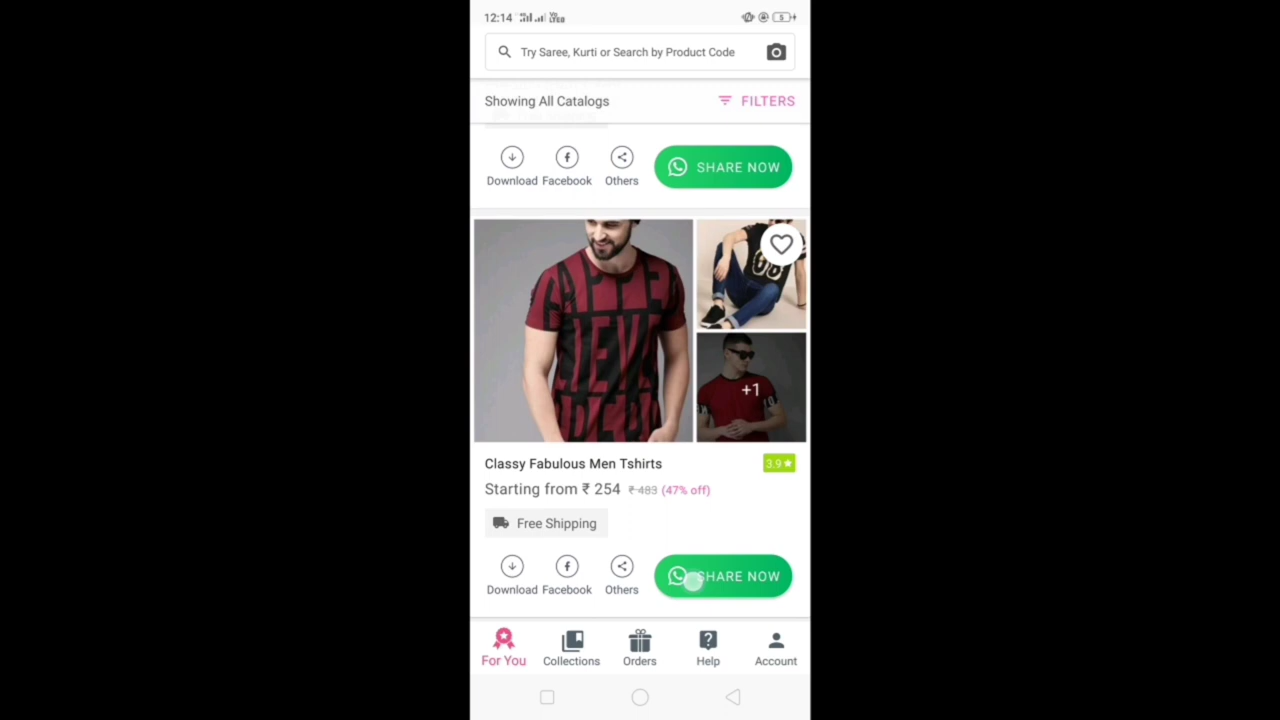 12:14
Try Saree, Kurti or Search by Product Code
Showing All Catalogs FILTERS
Download Facebook Others SHARE NOW
+1
Classy Fabulous Men Tshirts 3.9
Starting from ₹ 254 ₹ 483 (47% off)
Free Shipping
Download Facebook Others SHARE NOW
For You Collections Orders Help Account